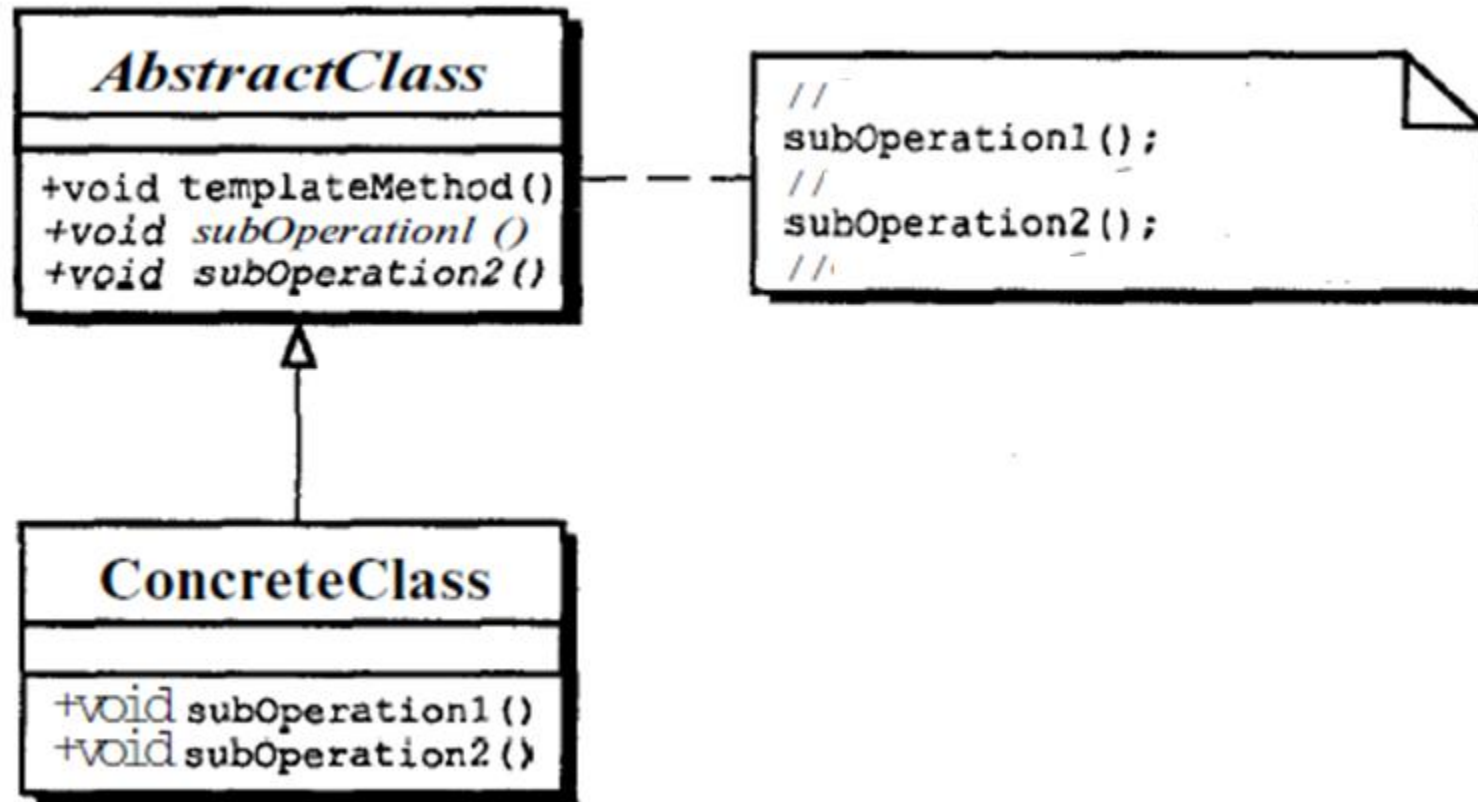 AbstractClass
+void templateMethod()
+void subOperation1 ()
+void subOperation2()
//
subOperation1();
//
subOperation2();
//
ConcreteClass
+void subOperation1()
+void subOperation2()